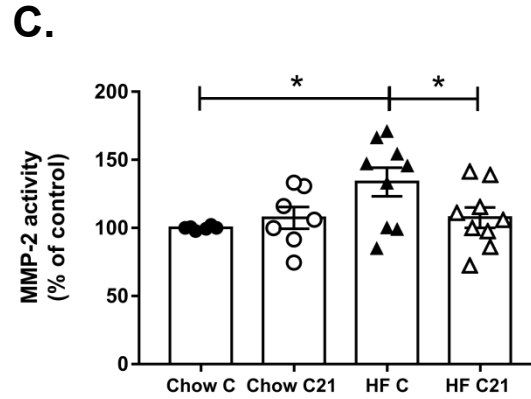 C.
* *
MMP-2 activity
(% of control)
200
150
100
50
0
Chow C Chow C21 HF C HF C21